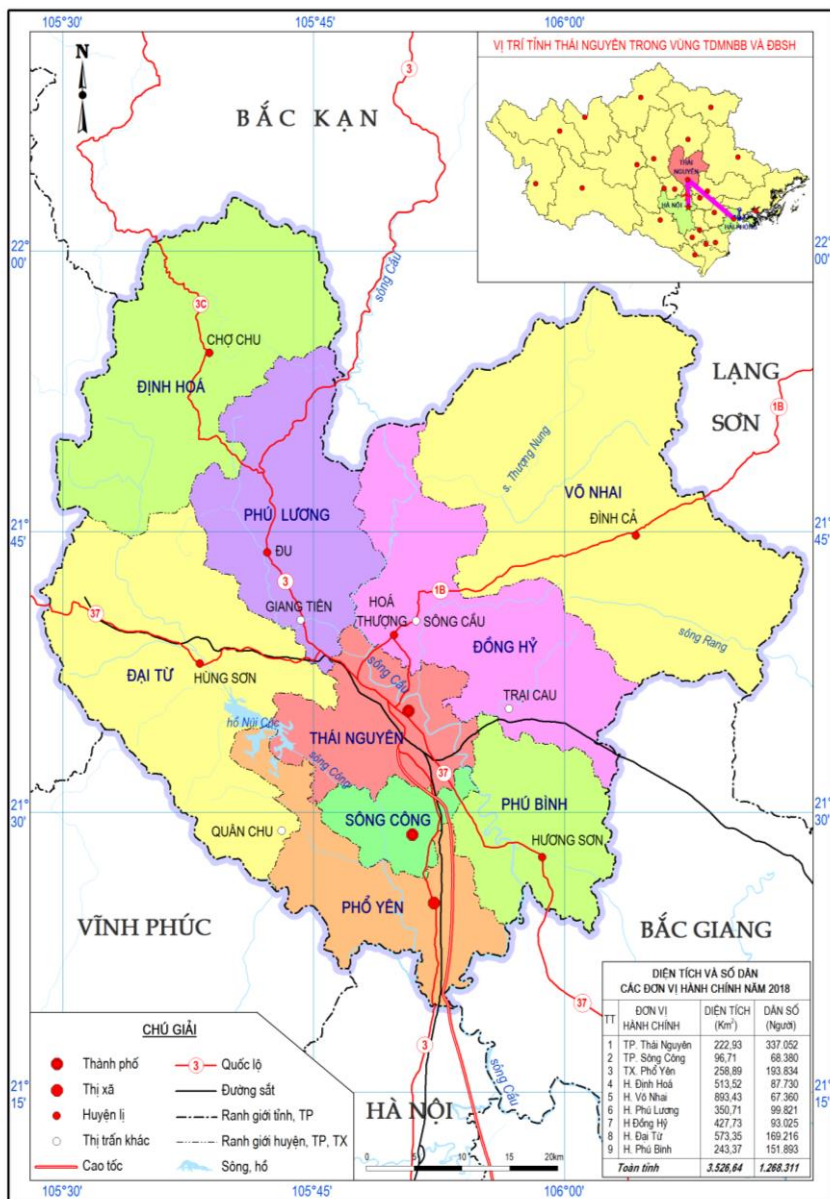 105°30'
105°45'
106°00'
N
VỊ TRÍ TỈNH THÁI NGUYÊN TRONG VÙNG TDMNBB VÀ ĐBSH
THÁI
NGUYÊN
HÀ NỘI
HẢI PHÒNG
3
BẮC KẠN
22°
00'
22°
00'
sông Cầu
3C
CHỢ CHU
LẠNG
SƠN
1B
ĐỊNH HOÁ
s. Thượng Nung
VÕ NHAI
PHÚ LƯƠNG
ĐÌNH CẢ
21°
45'
21°
45'
ĐU
3
1B
GIANG TIÊN
HOÁ
THƯỢNG
SÔNG CẦU
37
sông Rang
ĐỒNG HỶ
sông Cầu
ĐẠI TỪ
HÙNG SƠN
TRẠI CAU
hồ Núi Cốc
THÁI NGUYÊN
sông Công
37
PHÚ BÌNH
21°
30'
21°
30'
SÔNG CÔNG
QUÂN CHU
HƯƠNG SƠN
PHỔ YÊN
VĨNH PHÚC
BẮC GIANG
37
3
sông Cầu
HÀ NỘI
21°
15'
21°
15'
CHÚ GIẢI
Thành phố
Thị xã
Huyện lị
Thị trấn khác
Cao tốc
3 Quốc lộ
Đường sắt
Ranh giới tỉnh, TP
Ranh giới huyện, TP, TX
Sông, hồ
0 5 10 15 20km
DIỆN TÍCH VÀ SỐ DÂN
CÁC ĐƠN VỊ HÀNH CHÍNH NĂM 2018
TT ĐƠN VỊ HÀNH CHÍNH DIỆN TÍCH (Km²) DÂN SỐ (Người)
1 TP. Thái Nguyên 222,93 337.052
2 TP. Sông Công 96,71 68.380
3 TX. Phổ Yên 258,89 193.834
4 H. Định Hoá 513,52 87.730
5 H. Võ Nhai 893,43 67.360
6 H. Phú Lương 350,71 99.821
7 H Đồng Hỷ 427,73 93.025
8 H. Đại Từ 573,35 169.216
9 H. Phú Bình 243,37 151.893
Toàn tỉnh 3.526,64 1.268.311
105°30'
105°45'
106°00'